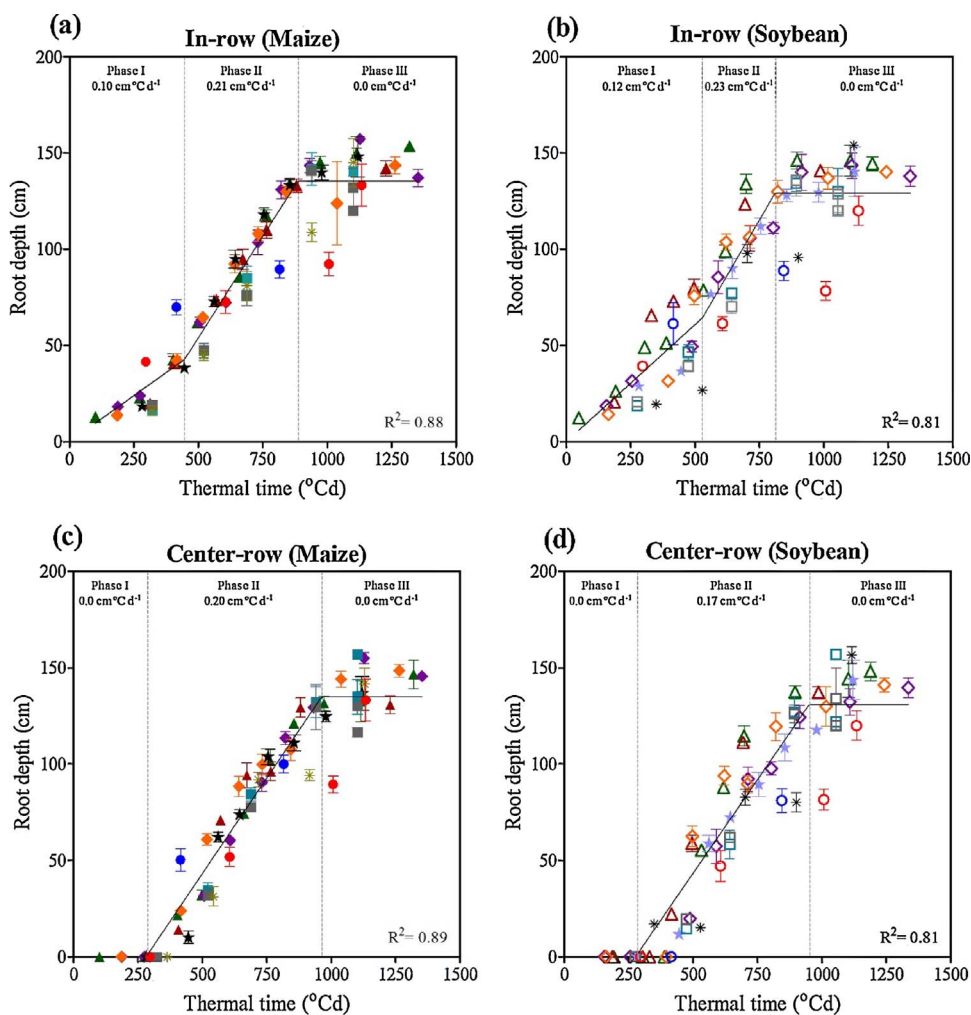 (a)
In-row (Maize)
Phase I
0.10 cm°C d⁻¹
Phase II
0.21 cm°C d⁻¹
Phase III
0.0 cm°C d⁻¹
200
150
100
50
0
Root depth (cm)
R²= 0.88
0 250 500 750 1000 1250 1500
Thermal time (°Cd)
(b)
In-row (Soybean)
Phase I
0.12 cm°C d⁻¹
Phase II
0.23 cm°C d⁻¹
Phase III
0.0 cm°C d⁻¹
200
150
100
50
0
Root depth (cm)
R²= 0.81
0 250 500 750 1000 1250 1500
Thermal time (°Cd)
(c)
Center-row (Maize)
Phase I
0.0 cm°C d⁻¹
Phase II
0.20 cm°C d⁻¹
Phase III
0.0 cm°C d⁻¹
200
150
100
50
0
Root depth (cm)
R²= 0.89
0 250 500 750 1000 1250 1500
Thermal time (°Cd)
(d)
Center-row (Soybean)
Phase I
0.0 cm°C d⁻¹
Phase II
0.17 cm°C d⁻¹
Phase III
0.0 cm°C d⁻¹
200
150
100
50
0
Root depth (cm)
R²= 0.81
0 250 500 750 1000 1250 1500
Thermal time (°Cd)